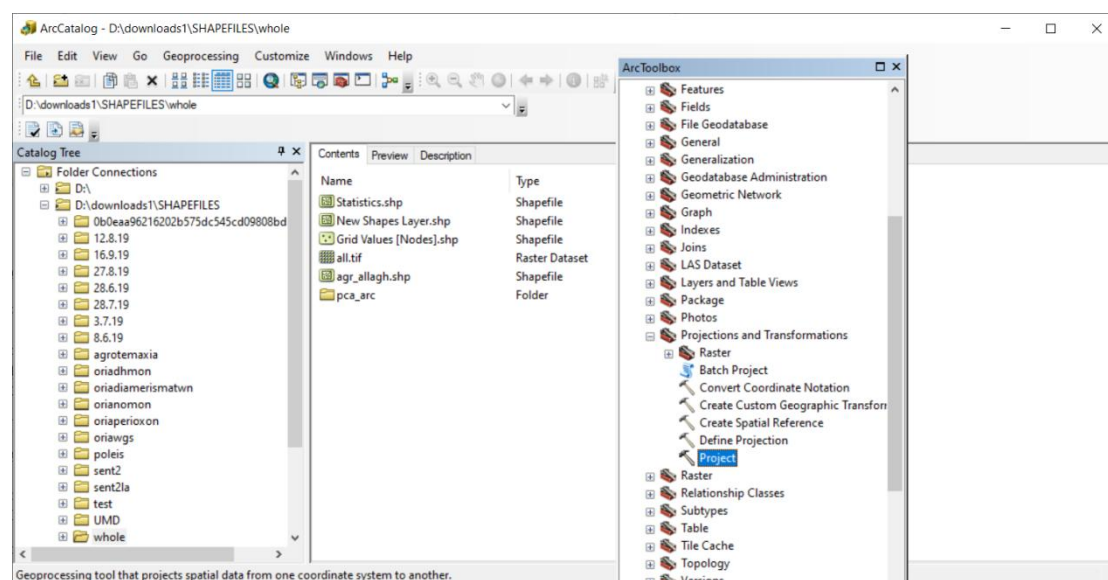 ArcCatalog - D:\downloads1\SHAPEFILES\whole
File Edit View Go Geoprocessing Customize Windows Help
D:\downloads1\SHAPEFILES\whole
Catalog Tree
Folder Connections
D:\
D:\downloads1\SHAPEFILES
0b0eaa96216202b575dc545cd09808bd
12.8.19
16.9.19
27.8.19
28.6.19
28.7.19
3.7.19
8.6.19
agrotemaxia
oriadhmon
oriadiamerismatwn
orianomon
oriaperioxon
oriawgs
poleis
sent2
sent2la
test
UMD
whole
Contents Preview Description
Name Type
Statistics.shp Shapefile
New Shapes Layer.shp Shapefile
Grid Values [Nodes].shp Shapefile
all.tif Raster Dataset
agr_allagh.shp Shapefile
pca_arc Folder
ArcToolbox
Features
Fields
File Geodatabase
General
Generalization
Geodatabase Administration
Geometric Network
Graph
Indexes
Joins
LAS Dataset
Layers and Table Views
Package
Photos
Projections and Transformations
Raster
Batch Project
Convert Coordinate Notation
Create Custom Geographic Transfor
Create Spatial Reference
Define Projection
Project
Raster
Relationship Classes
Subtypes
Table
Tile Cache
Topology
Versions
Geoprocessing tool that projects spatial data from one coordinate system to another.